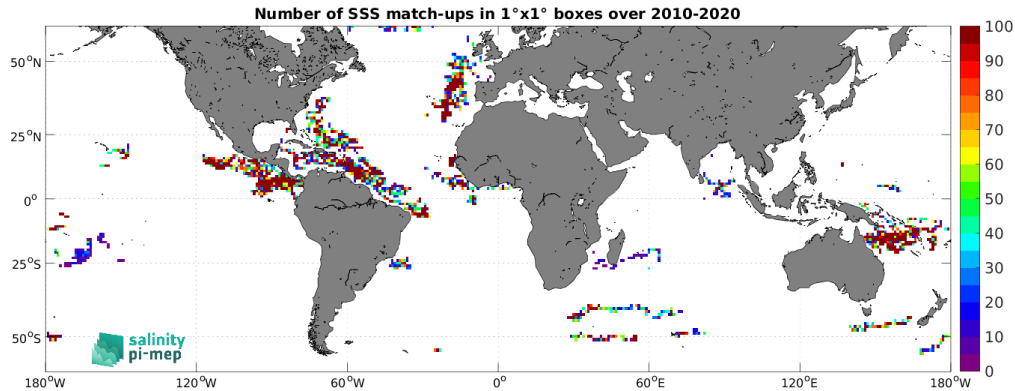 Number of SSS match-ups in 1°x1° boxes over 2010-2020
50°N
25°N
0°
25°S
50°S
180°W
120°W
60°W
0°
60°E
120°E
180°W
100
90
80
70
60
50
40
30
20
10
0
salinity
pi-mep